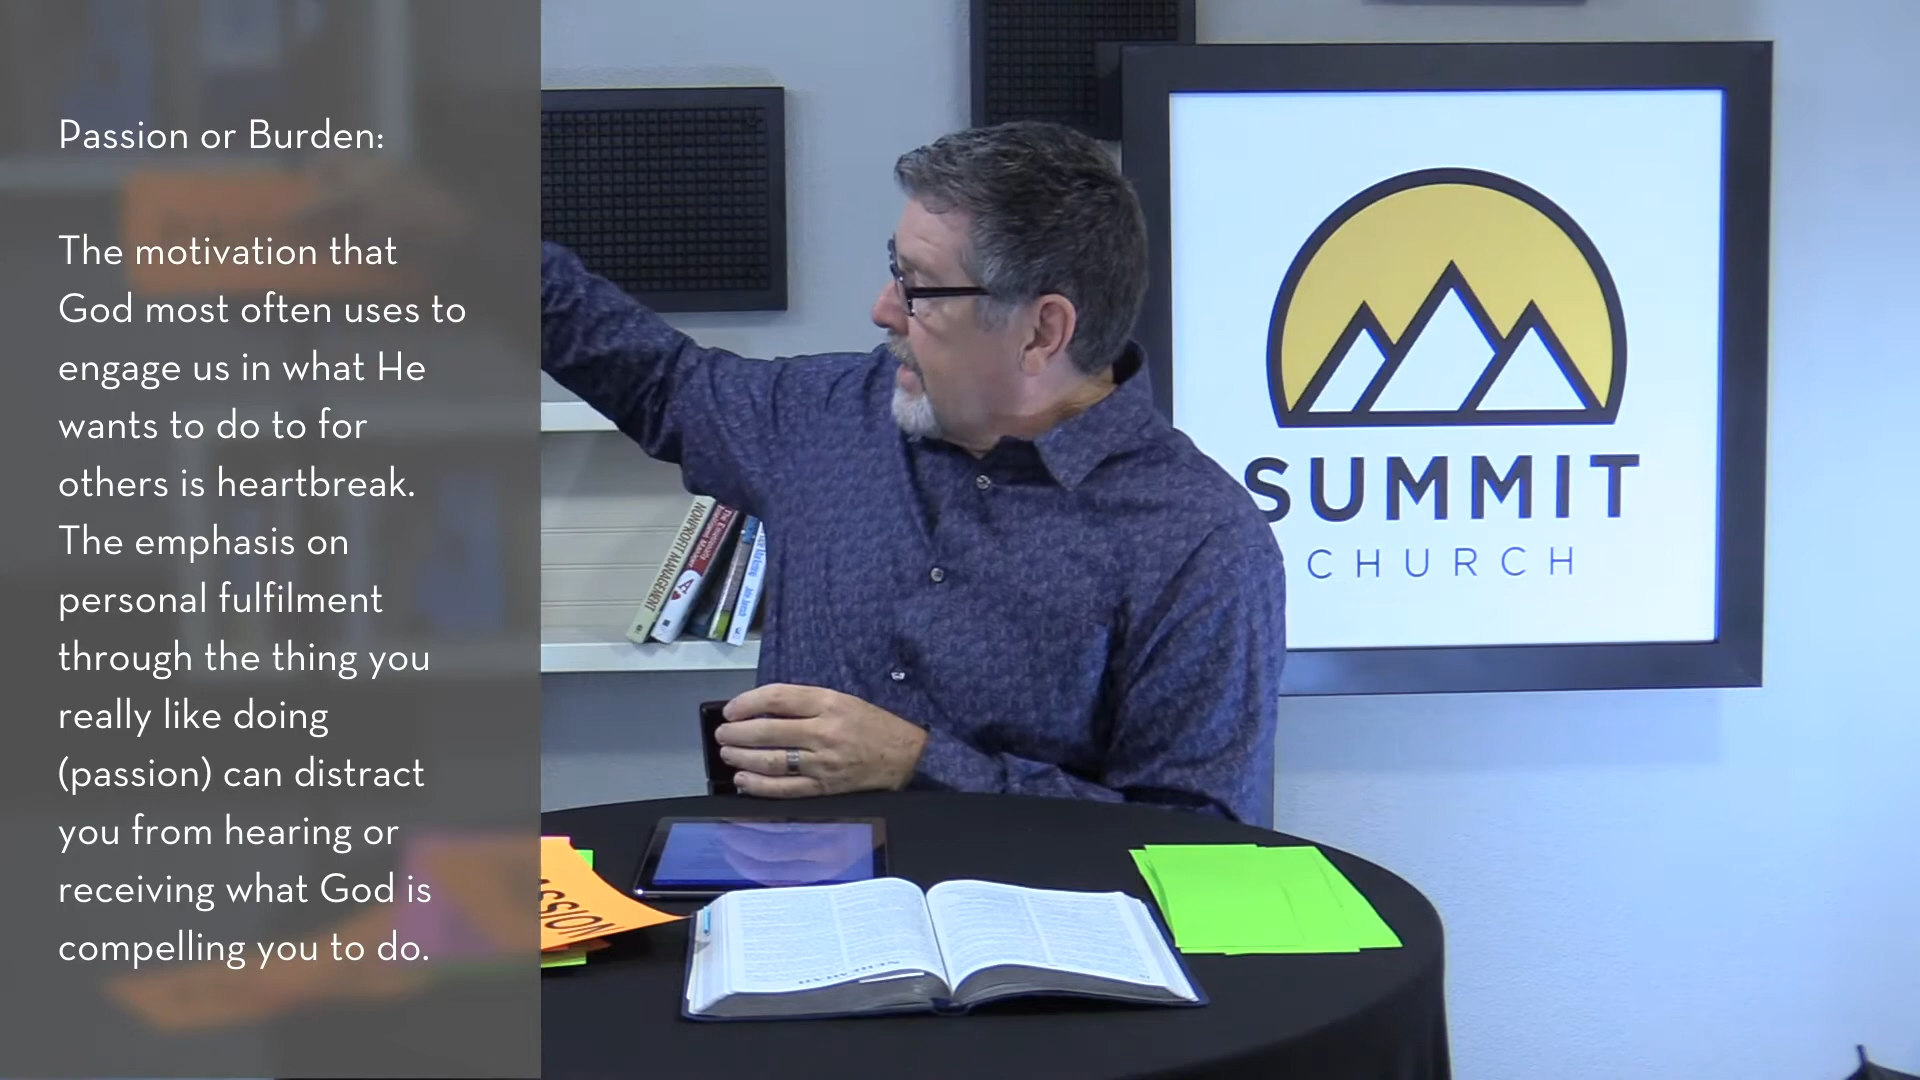 Passion or Burden:
The motivation that
God most often uses to
engage us in what He
wants to do to for
others is heartbreak.
The emphasis on
personal fulfilment
through the thing you
really like doing
(passion) can distract
you from hearing or
receiving what God is
compelling you to do.
SUMMIT
CHURCH
NONPROFIT MANAGEMENT
NEHEMIAH